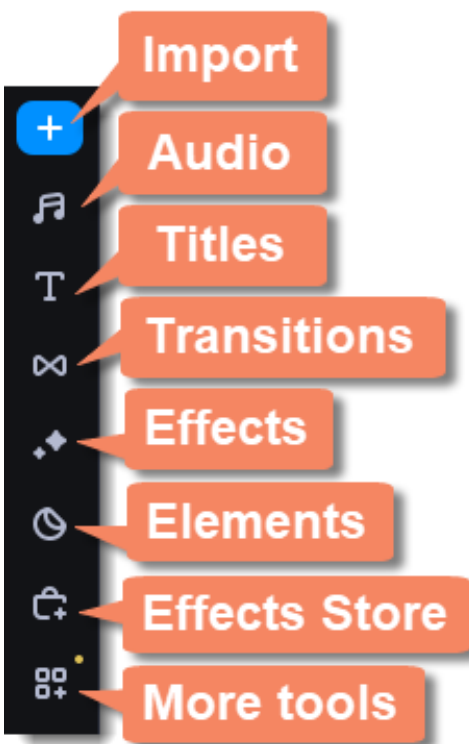 Import
Audio
Titles
Transitions
Effects
Elements
Effects Store
More tools